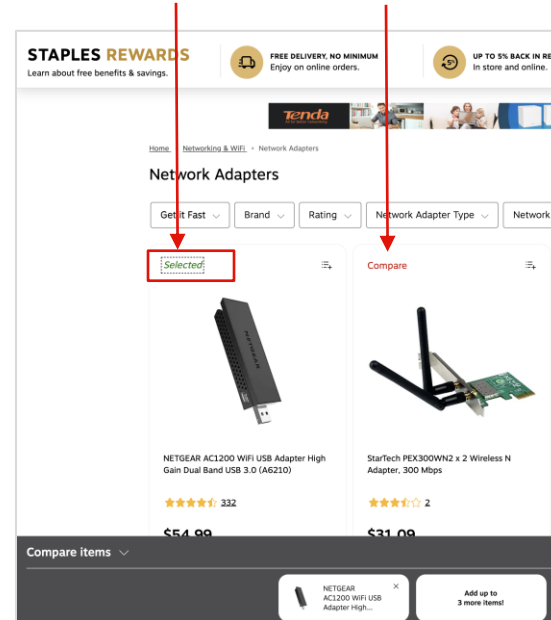 STAPLES REWARDS
Learn about free benefits & savings.
FREE DELIVERY, NO MINIMUM
Enjoy on online orders.
5%
UP TO 5% BACK IN RE
In store and online.
Tenda
Home Networking & WiFi Network Adapters
Network Adapters
Get it Fast
Brand
Rating
Network Adapter Type
Network
Selected
Compare
NETGEAR
NETGEAR AC1200 WiFi USB Adapter High
Gain Dual Band USB 3.0 (A6210)
332
$54.99
StarTech PEX300WN2 x 2 Wireless N
Adapter, 300 Mbps
2
$31.09
Compare items
NETGEAR
AC1200 WiFi USB
Adapter High...
Add up to
3 more items!